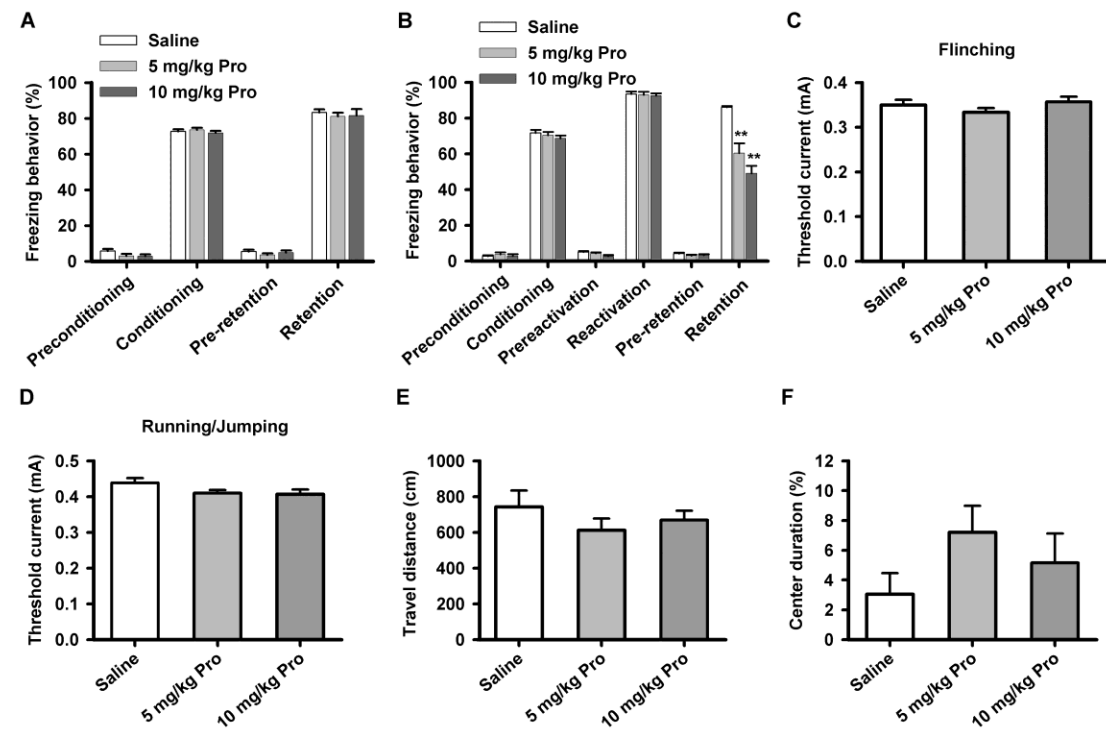 A
Saline
5 mg/kg Pro
10 mg/kg Pro
Freezing behavior (%)
100
80
60
40
20
0
Preconditioning
Conditioning
Pre-retention
Retention
B
Saline
5 mg/kg Pro
10 mg/kg Pro
Freezing behavior (%)
100
80
60
40
20
0
**
**
Preconditioning
Conditioning
Prereactivation
Reactivation
Pre-retention
Retention
C
Flinching
Threshold current (mA)
0.4
0.3
0.2
0.1
0.0
Saline
5 mg/kg Pro
10 mg/kg Pro
D
Running/Jumping
Threshold current (mA)
0.5
0.4
0.3
0.2
0.1
0.0
Saline
5 mg/kg Pro
10 mg/kg Pro
E
Travel distance (cm)
1000
800
600
400
200
0
Saline
5 mg/kg Pro
10 mg/kg Pro
F
Center duration (%)
12
10
8
6
4
2
0
Saline
5 mg/kg Pro
10 mg/kg Pro